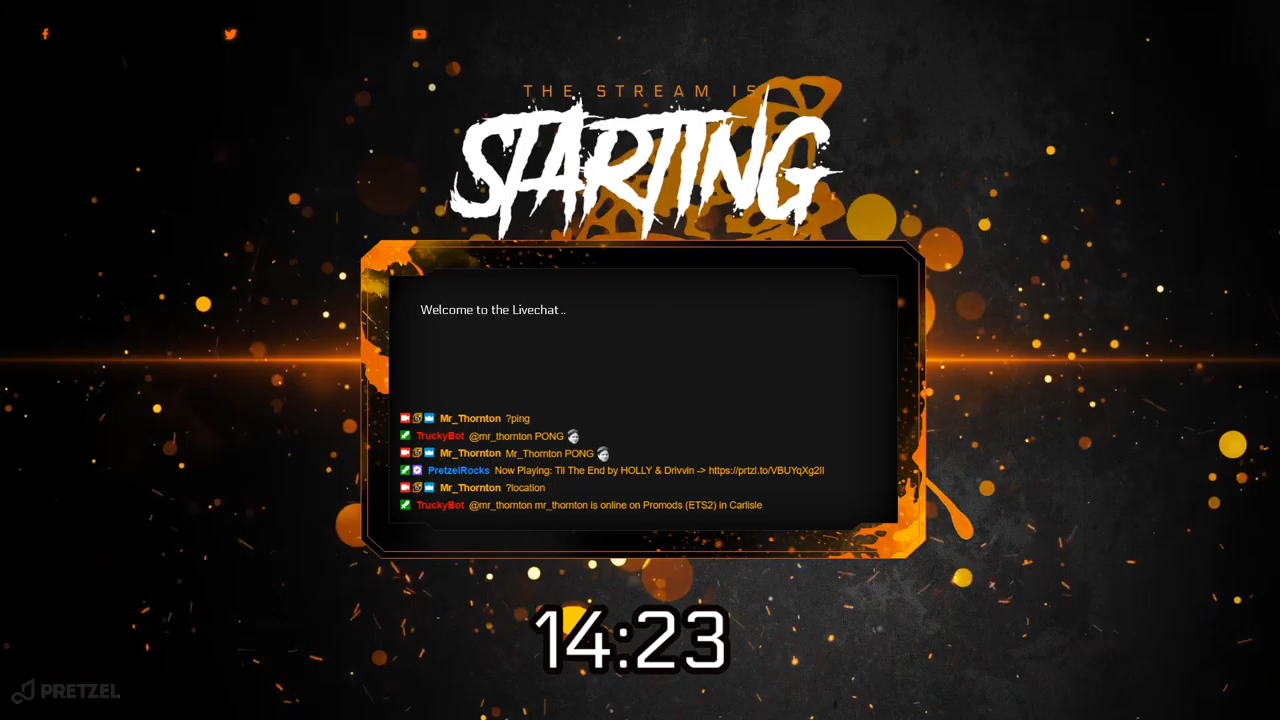 THE STREAM IS
STARTING
Welcome to the Livechat ..
Mr_Thornton ?ping
TruckyBot @mr_thornton PONG
Mr_Thornton Mr_Thornton PONG
PretzelRocks Now Playing: Til The End by HOLLY & Drivvin -> https://prtzl.to/VBUYqXg2Il
Mr_Thornton ?location
TruckyBot @mr_thornton mr_thornton is online on Promods (ETS2) in Carlisle
14:23
PRETZEL